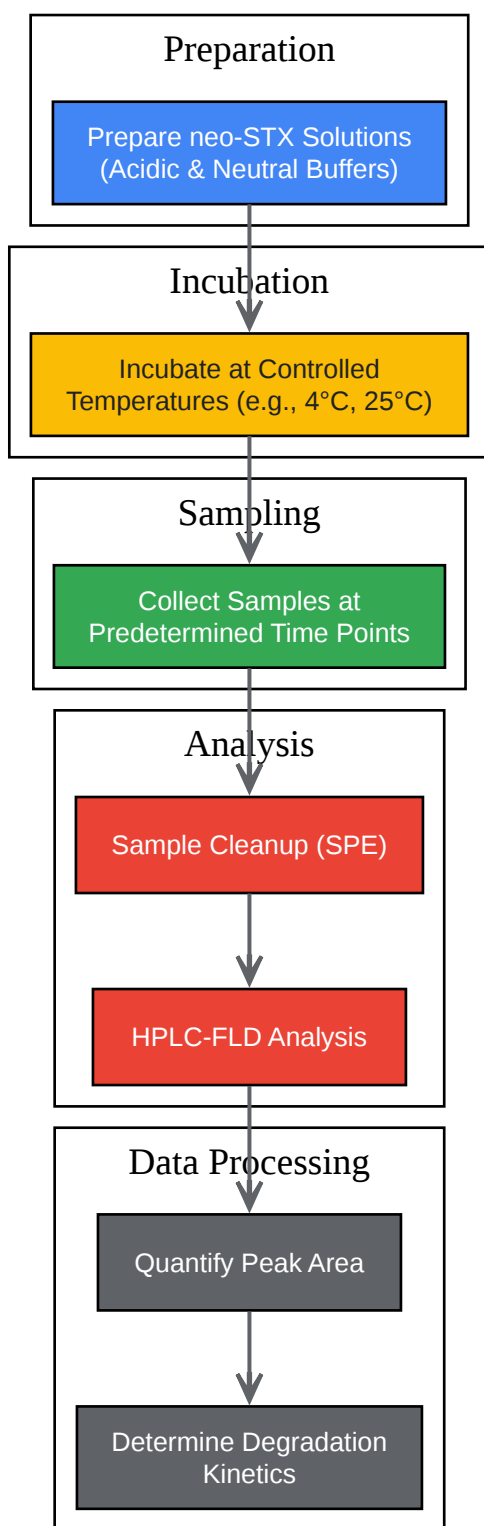 Preparation
Prepare neo-STX Solutions
(Acidic & Neutral Buffers)
Incubation
Incubate at Controlled
Temperatures (e.g., 4°C, 25°C)
Sampling
Collect Samples at
Predetermined Time Points
Analysis
Sample Cleanup (SPE)
HPLC-FLD Analysis
Data Processing
Quantify Peak Area
Determine Degradation
Kinetics